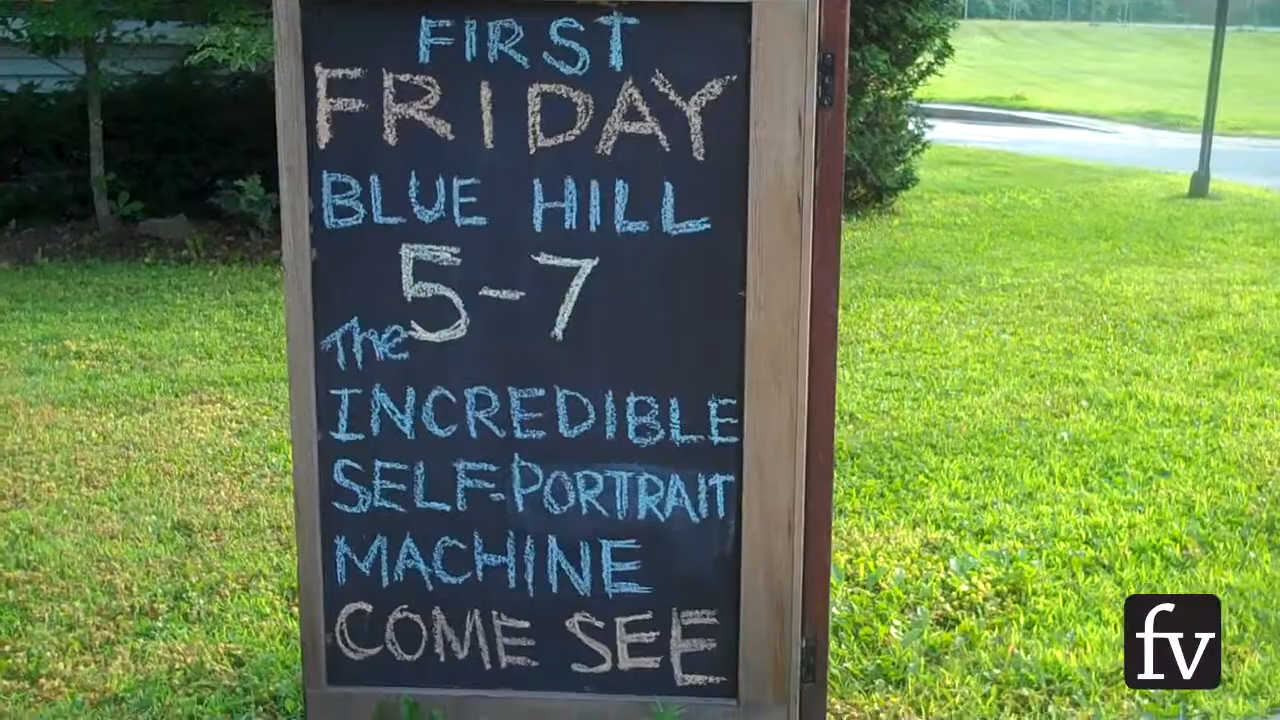 FIRST
FRIDAY
BLUE HILL
5-7
The
INCREDIBLE
SELF-PORTRAIT
MACHINE
COME SEE
fv